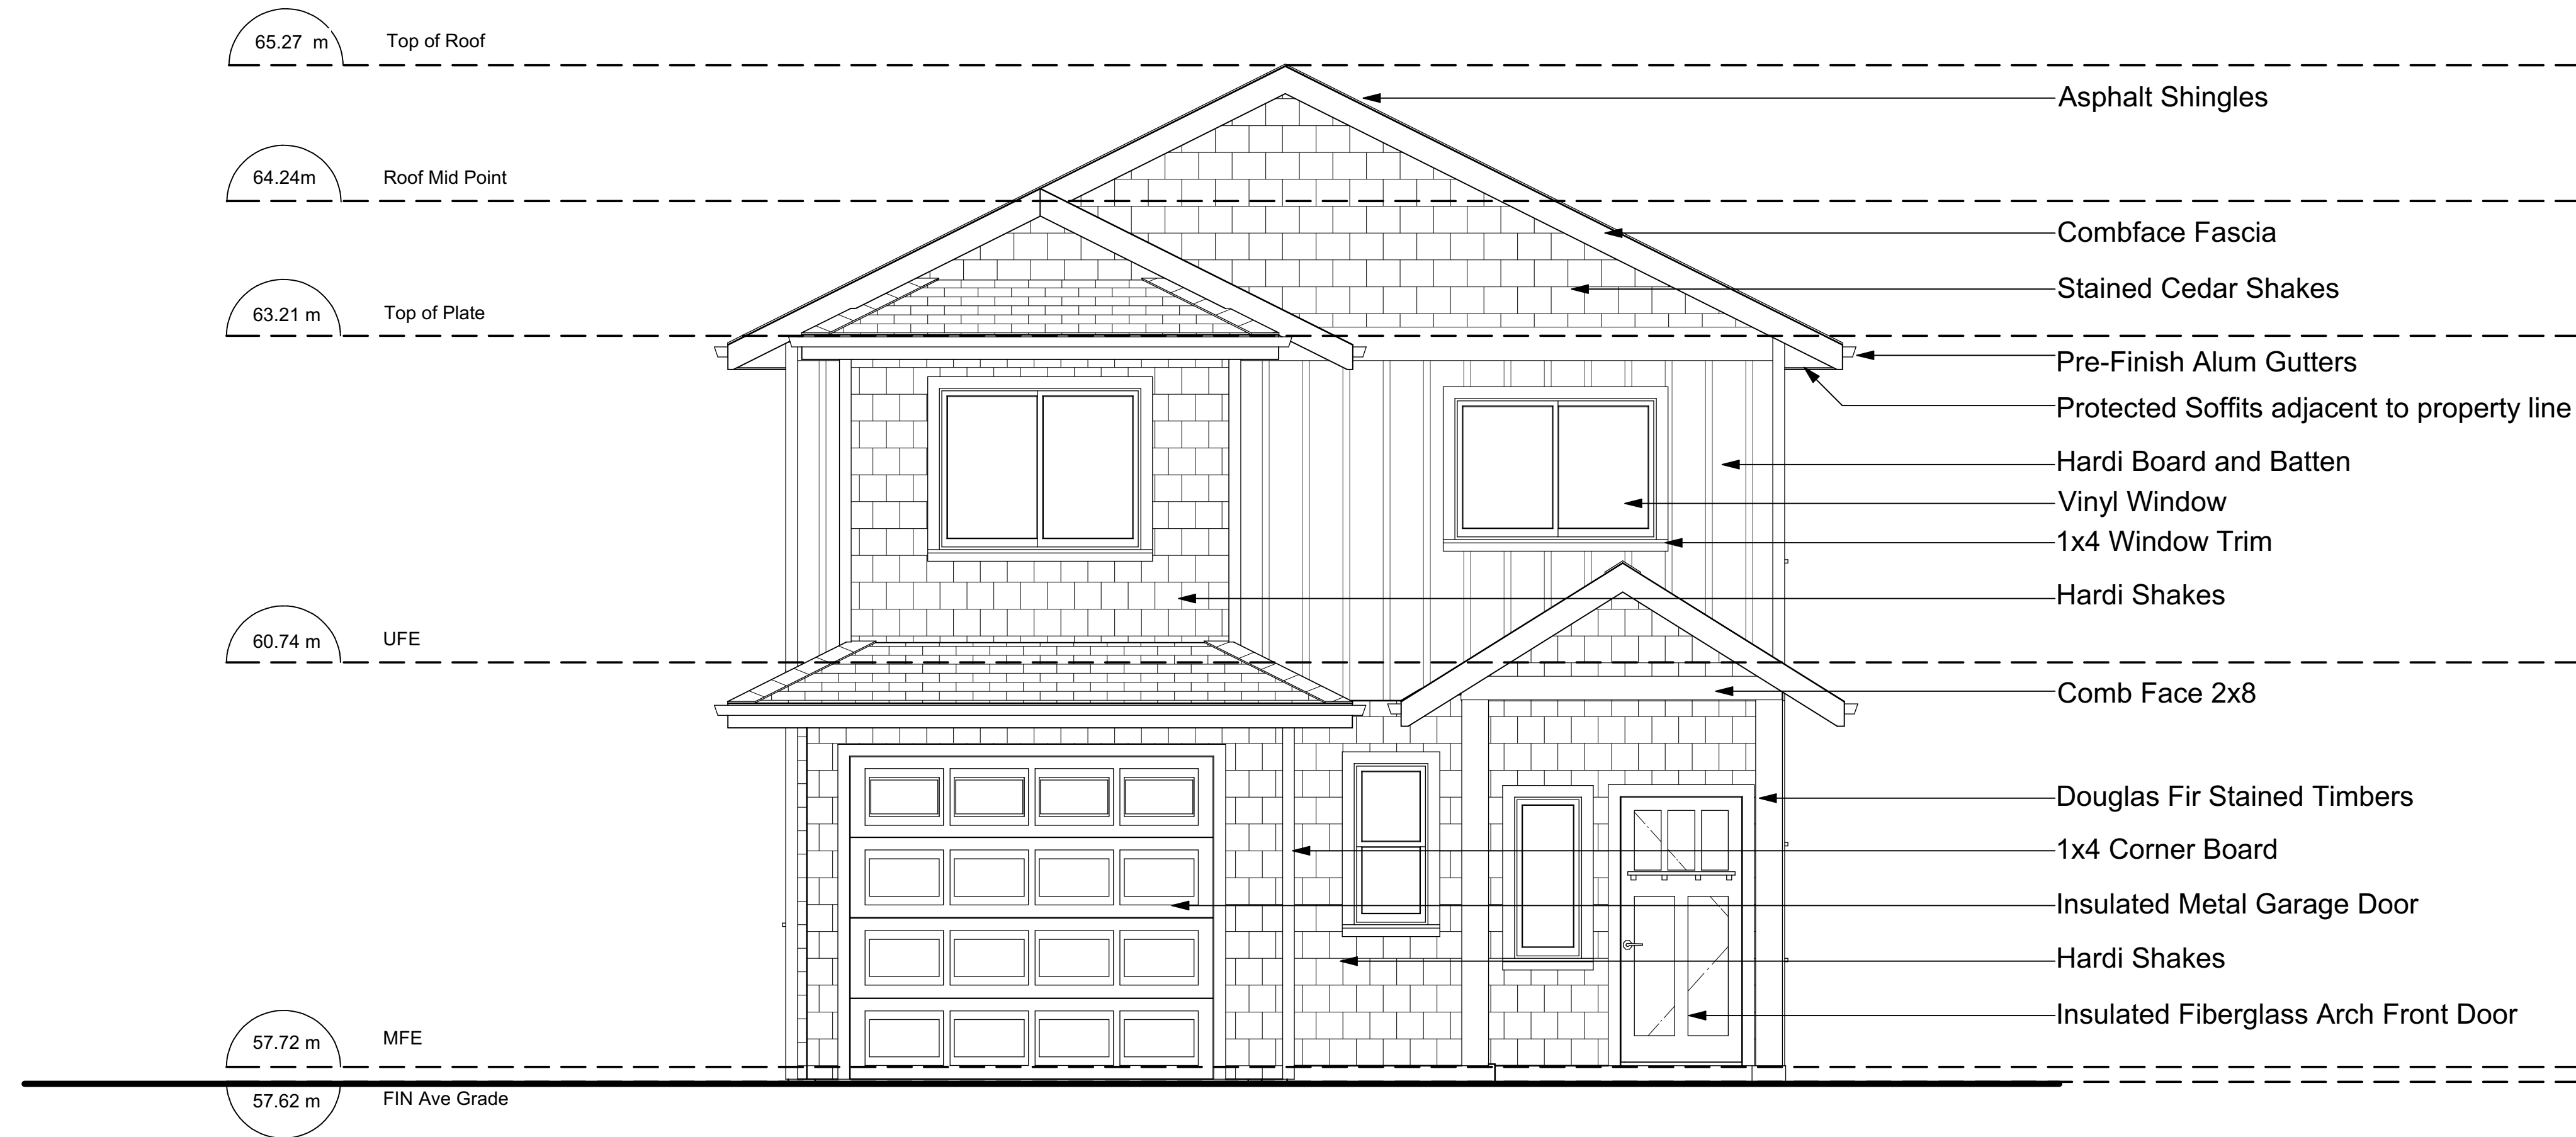 65.27 m Top of Roof
Asphalt Shingles
64.24m Roof Mid Point
Combface Fascia
Stained Cedar Shakes
63.21 m Top of Plate
Pre-Finish Alum Gutters
Protected Soffits adjacent to property line
Hardi Board and Batten
Vinyl Window
1x4 Window Trim
Hardi Shakes
60.74 m UFE
Comb Face 2x8
Douglas Fir Stained Timbers
1x4 Corner Board
Insulated Metal Garage Door
Hardi Shakes
Insulated Fiberglass Arch Front Door
57.72 m MFE
57.62 m FIN Ave Grade